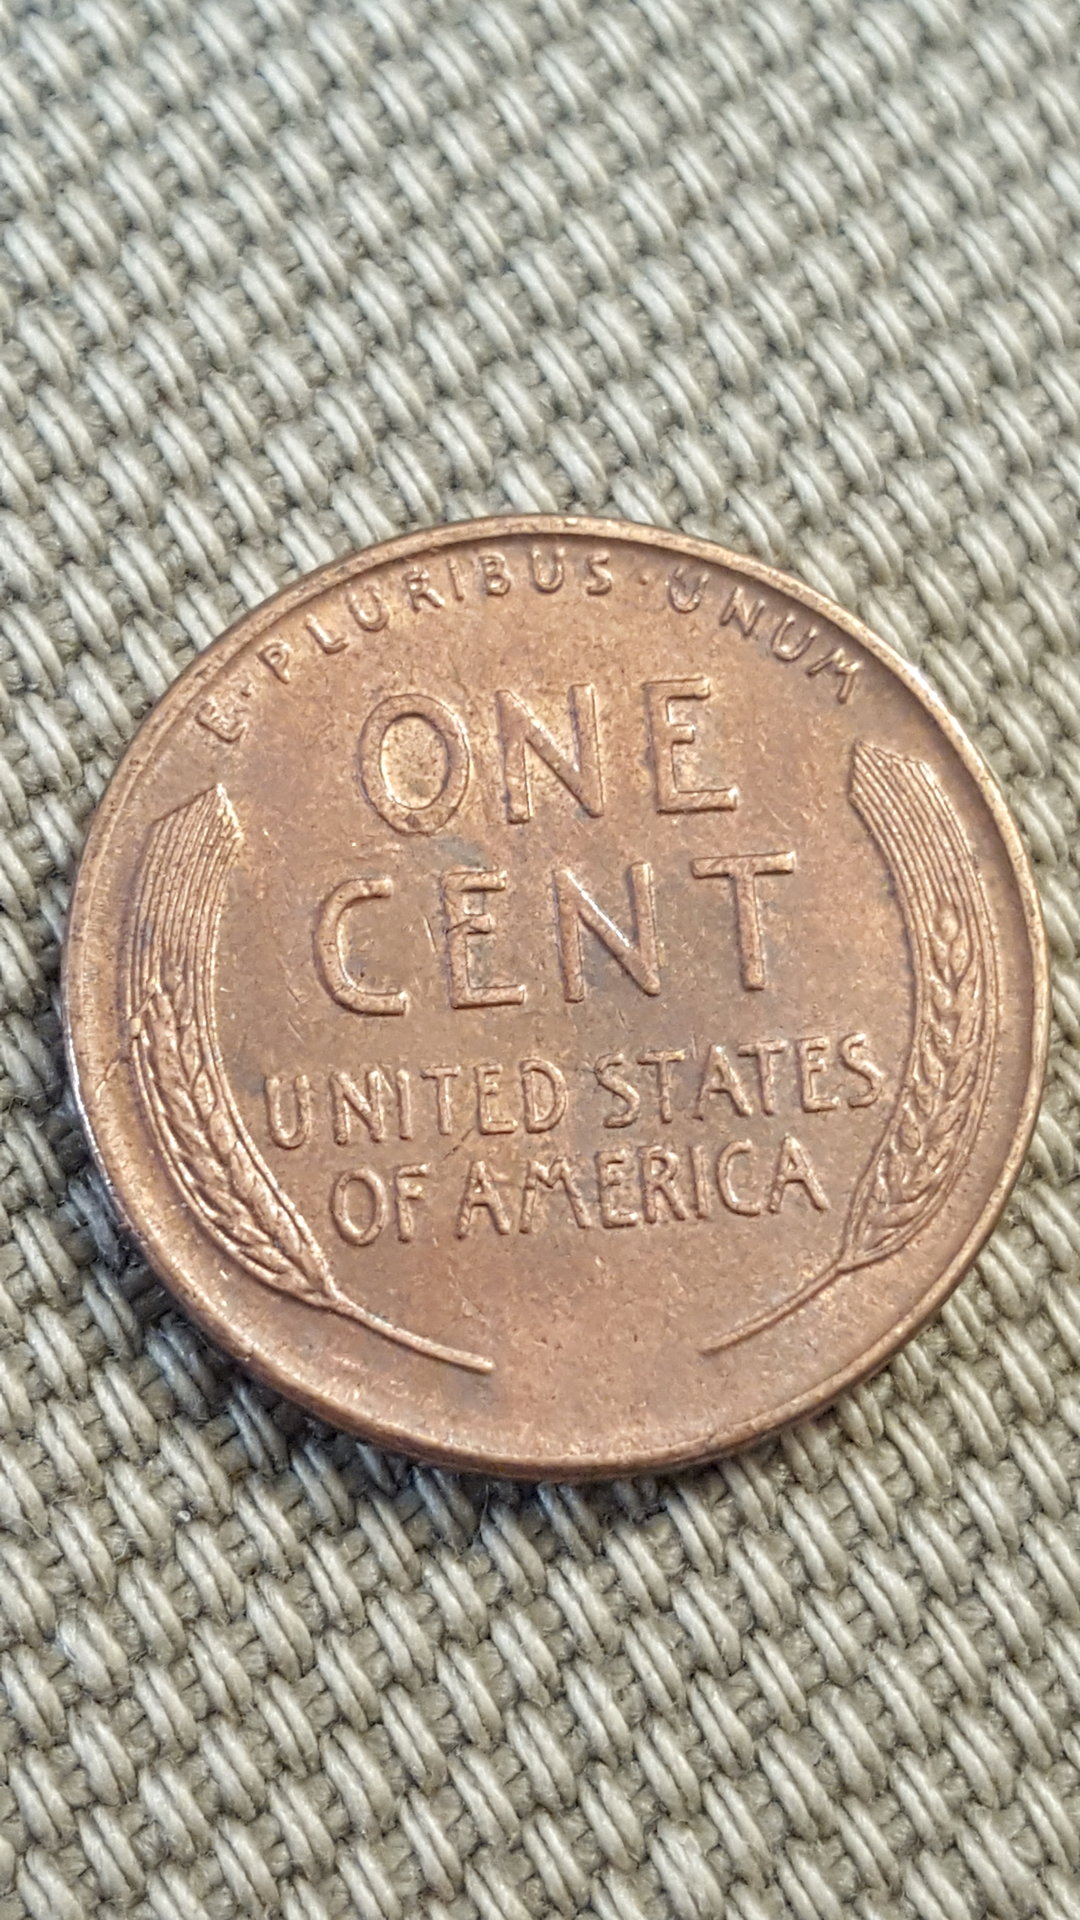 E·PLURIBUS·UNUM
ONE
CENT
UNITED STATES
OF AMERICA